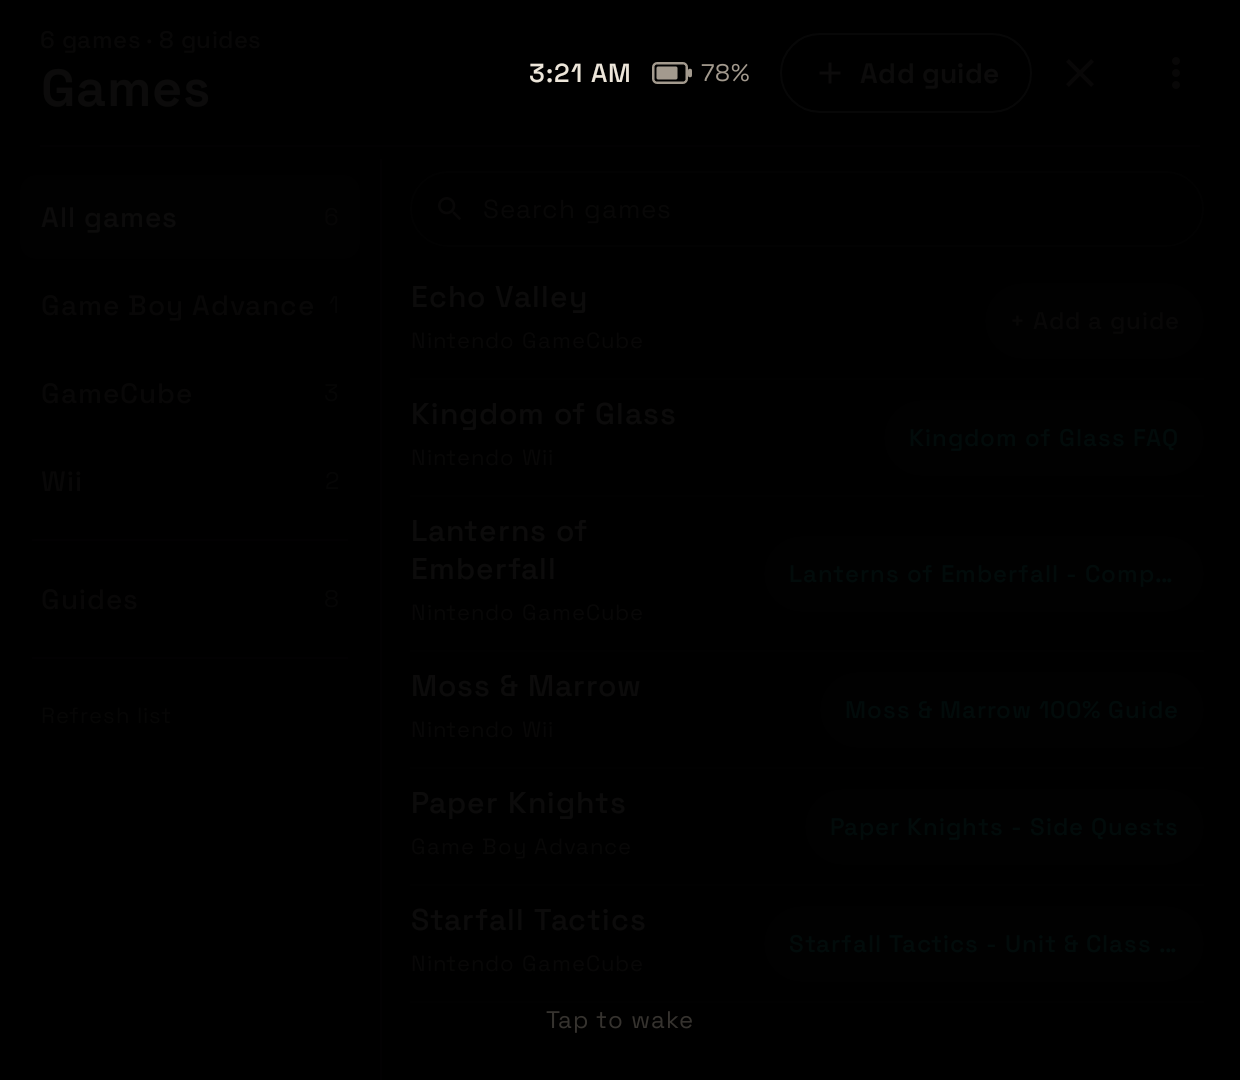 6 games · 8 guides
Games
3:21 AM 78%
+ Add guide
All games 6
Game Boy Advance 1
GameCube 3
Wii 2
Guides 8
Refresh list
Search games
Echo Valley
Nintendo GameCube
+ Add a guide
Kingdom of Glass
Nintendo Wii
Kingdom of Glass FAQ
Lanterns of
Emberfall
Nintendo GameCube
Lanterns of Emberfall - Comp...
Moss & Marrow
Nintendo Wii
Moss & Marrow 100% Guide
Paper Knights
Game Boy Advance
Paper Knights - Side Quests
Starfall Tactics
Nintendo GameCube
Starfall Tactics - Unit & Class ...
Tap to wake